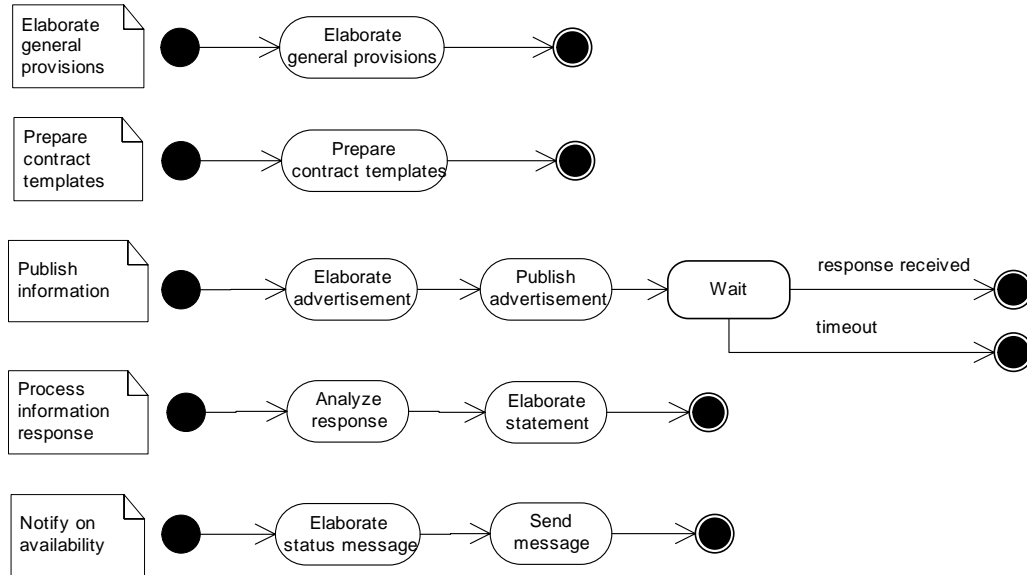 Elaborate
general
provisions
Elaborate
general provisions
Prepare
contract
templates
Prepare
contract templates
Publish
information
Elaborate
advertisement
Publish
advertisement
Wait
response received
timeout
Process
information
response
Analyze
response
Elaborate
statement
Notify on
availability
Elaborate
status message
Send
message